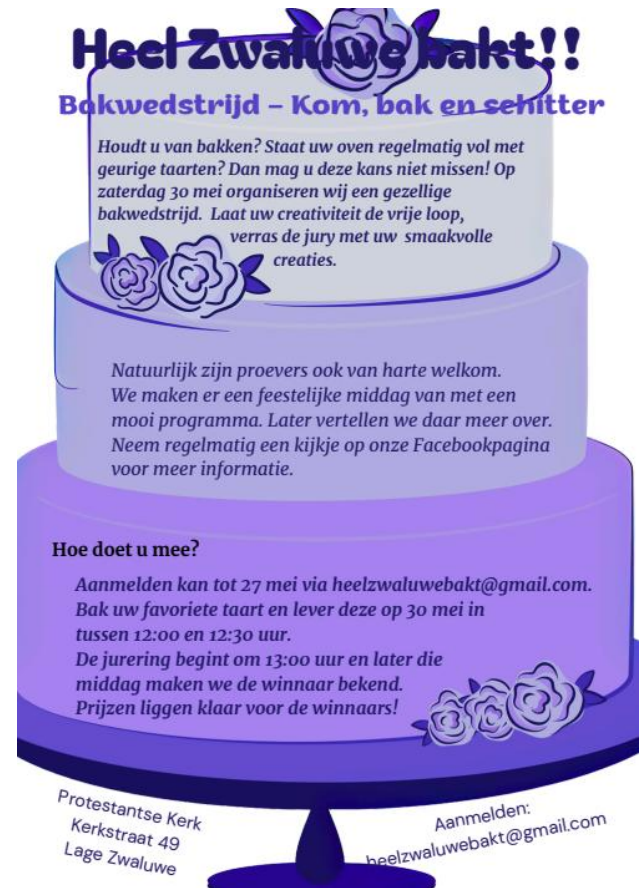 Heel Zwaluwe bakt!!
Bakwedstrijd – Kom, bak en schitter
Houdt u van bakken? Staat uw oven regelmatig vol met
geurige taarten? Dan mag u deze kans niet missen! Op
zaterdag 30 mei organiseren wij een gezellige
bakwedstrijd. Laat uw creativiteit de vrije loop,
verras de jury met uw smaakvolle
creaties.
Natuurlijk zijn proevers ook van harte welkom.
We maken er een feestelijke middag van met een
mooi programma. Later vertellen we daar meer over.
Neem regelmatig een kijkje op onze Facebookpagina
voor meer informatie.
Hoe doet u mee?
Aanmelden kan tot 27 mei via heelzwaluwebakt@gmail.com.
Bak uw favoriete taart en lever deze op 30 mei in
tussen 12:00 en 12:30 uur.
De jurering begint om 13:00 uur en later die
middag maken we de winnaar bekend.
Prijzen liggen klaar voor de winnaars!
Protestantse Kerk
Kerkstraat 49
Lage Zwaluwe
Aanmelden:
heelzwaluwebakt@gmail.com